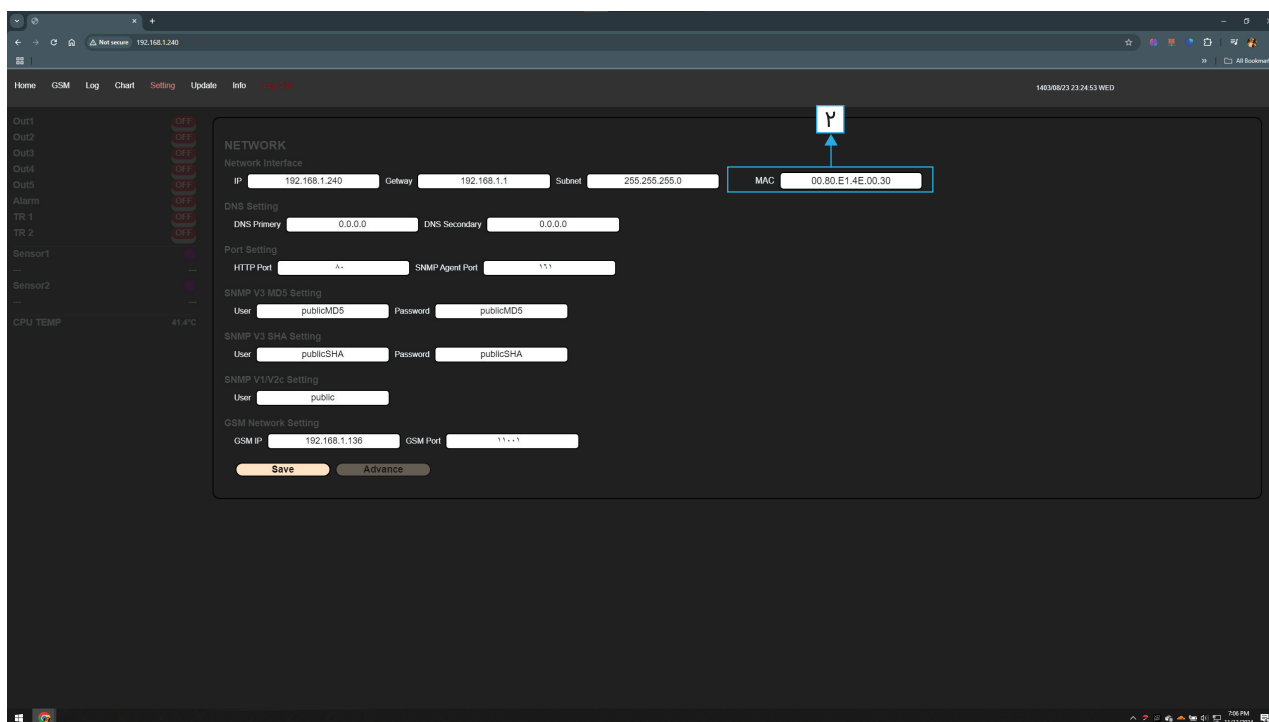 Not secure 192.168.1.240
All Bookmar
Home GSM Log Chart Setting Update Info
1403/08/23 23:24:53 WED
Out1 OFF
Out2 OFF
Out3 OFF
Out4 OFF
Out5 OFF
Alarm OFF
TR 1 OFF
TR 2 OFF
Sensor1
Sensor2
CPU TEMP 41.4°C
۲
NETWORK
Network Interface
IP 192.168.1.240 Getway 192.168.1.1 Subnet 255.255.255.0 MAC 00.80.E1.4E.00.30
DNS Setting
DNS Primery 0.0.0.0 DNS Secondary 0.0.0.0
Port Setting
HTTP Port ۸۰ SNMP Agent Port ۱۶۱
SNMP V3 MD5 Setting
User publicMD5 Password publicMD5
SNMP V3 SHA Setting
User publicSHA Password publicSHA
SNMP V1/V2c Setting
User public
GSM Network Setting
GSM IP 192.168.1.136 GSM Port ۱۱۰۰۱
Save Advance
7:06 PM